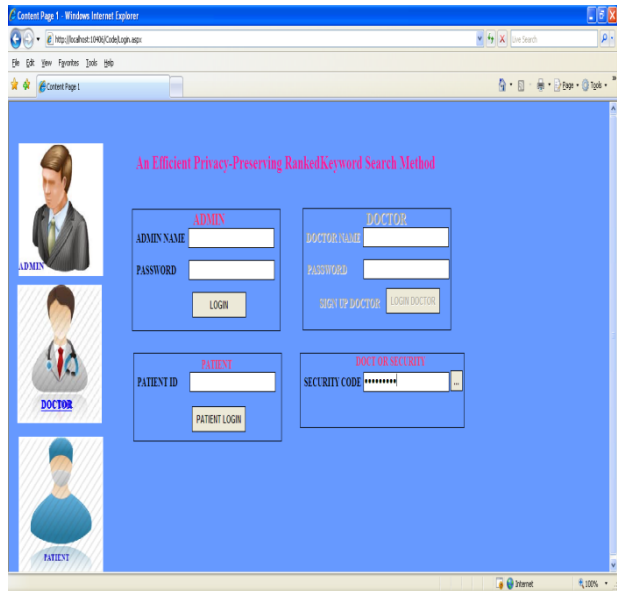 Content Page 1 - Windows Internet Explorer
http://localhost:10406/Code/Login.aspx
Live Search
File Edit View Favorites Tools Help
Content Page 1
Page Tools
An Efficient Privacy-Preserving RankedKeyword Search Method
ADMIN
ADMIN NAME
PASSWORD
LOGIN
DOCTOR
DOCTOR NAME
PASSWORD
SIGN UP DOCTOR LOGIN DOCTOR
ADMIN
DOCTOR
PATIENT
PATIENT
PATIENT ID
PATIENT LOGIN
DOCTOR SECURITY
SECURITY CODE •••••••••
...
Internet 100%